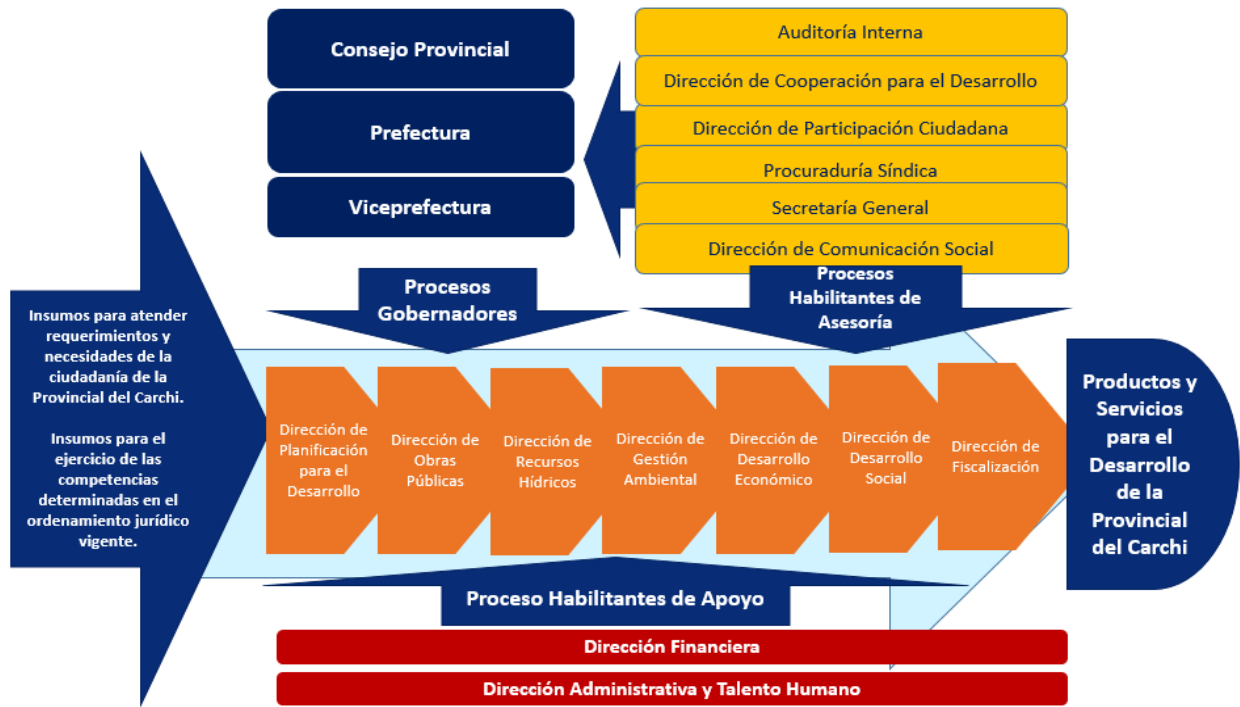 Consejo Provincial
Prefectura
Viceprefectura
Auditoría Interna
Dirección de Cooperación para el Desarrollo
Dirección de Participación Ciudadana
Procuraduría Síndica
Secretaría General
Dirección de Comunicación Social
Procesos
Gobernadores
Procesos
Habilitantes de
Asesoría
Insumos para atender
requerimientos y
necesidades de la
ciudadanía de la
Provincial del Carchi.
Insumos para el
ejercicio de las
competencias
determinadas en el
ordenamiento jurídico
vigente.
Dirección de
Planificación
para el
Desarrollo
Dirección de
Obras
Públicas
Dirección de
Recursos
Hídricos
Dirección de
Gestión
Ambiental
Dirección de
Desarrollo
Económico
Dirección de
Desarrollo
Social
Dirección de
Fiscalización
Productos y
Servicios
para el
Desarrollo
de la
Provincial
del Carchi
Proceso Habilitantes de Apoyo
Dirección Financiera
Dirección Administrativa y Talento Humano